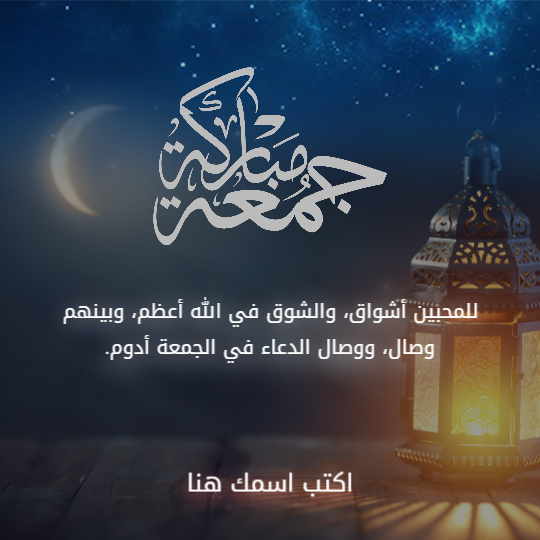 جمعة مباركة
للمحبين أشواق، والشوق في الله أعظم، وبينهم
وصال، ووصال الدعاء في الجمعة أدوم.
اكتب اسمك هنا